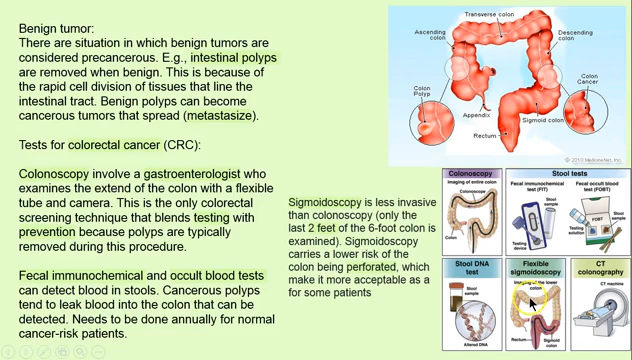 Benign tumor:
There are situation in which benign tumors are
considered precancerous. E.g., intestinal polyps
are removed when benign. This is because of
the rapid cell division of tissues that line the
intestinal tract. Benign polyps can become
cancerous tumors that spread (metastasize).
Tests for colorectal cancer (CRC):
Colonoscopy involve a gastroenterologist who
examines the extend of the colon with a flexible
tube and camera. This is the only colorectal
screening technique that blends testing with
prevention because polyps are typically
removed during this procedure.
Fecal immunochemical and occult blood tests
can detect blood in stools. Cancerous polyps
tend to leak blood into the colon that can be
detected. Needs to be done annually for normal
cancer-risk patients.
Sigmoidoscopy is less invasive
than colonoscopy (only the
last 2 feet of the 6-foot colon is
examined). Sigmoidoscopy
carries a lower risk of the
colon being perforated, which
make it more acceptable as a
for some patients
Transverse colon
Ascending
colon
Descending
colon
Colon
Polyp
Colon
Cancer
Appendix
Sigmoid colon
Rectum
© 2010 MedicineNet, Inc.
Colonoscopy
Imaging of entire colon
Colonoscope
Colon
Stool tests
Fecal immunochemical
test (FIT)
Stool
sample
Testing
device
Fecal occult blood
test (FOBT)
Stool
sample
Testing
solution
FOBT
Stool DNA
test
Stool
sample
Altered DNA
Flexible
sigmoidoscopy
Imaging of the lower
colon
Rectum
Sigmoid
colon
CT
colonography
CT machine